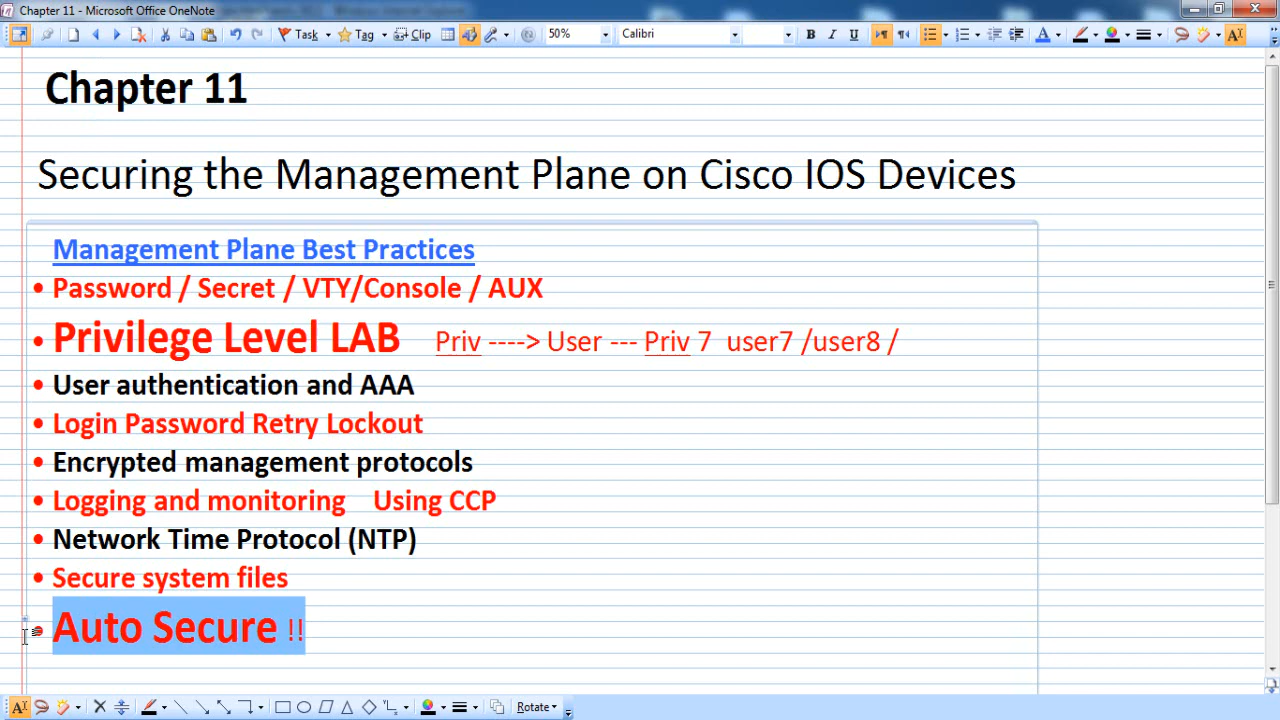 Chapter 11 - Microsoft Office OneNote
Task Tag Clip 50% Calibri B I U A
Chapter 11
Securing the Management Plane on Cisco IOS Devices
Management Plane Best Practices
• Password / Secret / VTY/Console / AUX
• Privilege Level LAB Priv ----> User --- Priv 7 user7 /user8 /
• User authentication and AAA
• Login Password Retry Lockout
• Encrypted management protocols
• Logging and monitoring Using CCP
• Network Time Protocol (NTP)
• Secure system files
• Auto Secure !!
Rotate